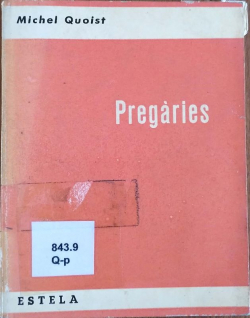 Michel Quoist
Pregàries
843.9
Q-p
ESTELA